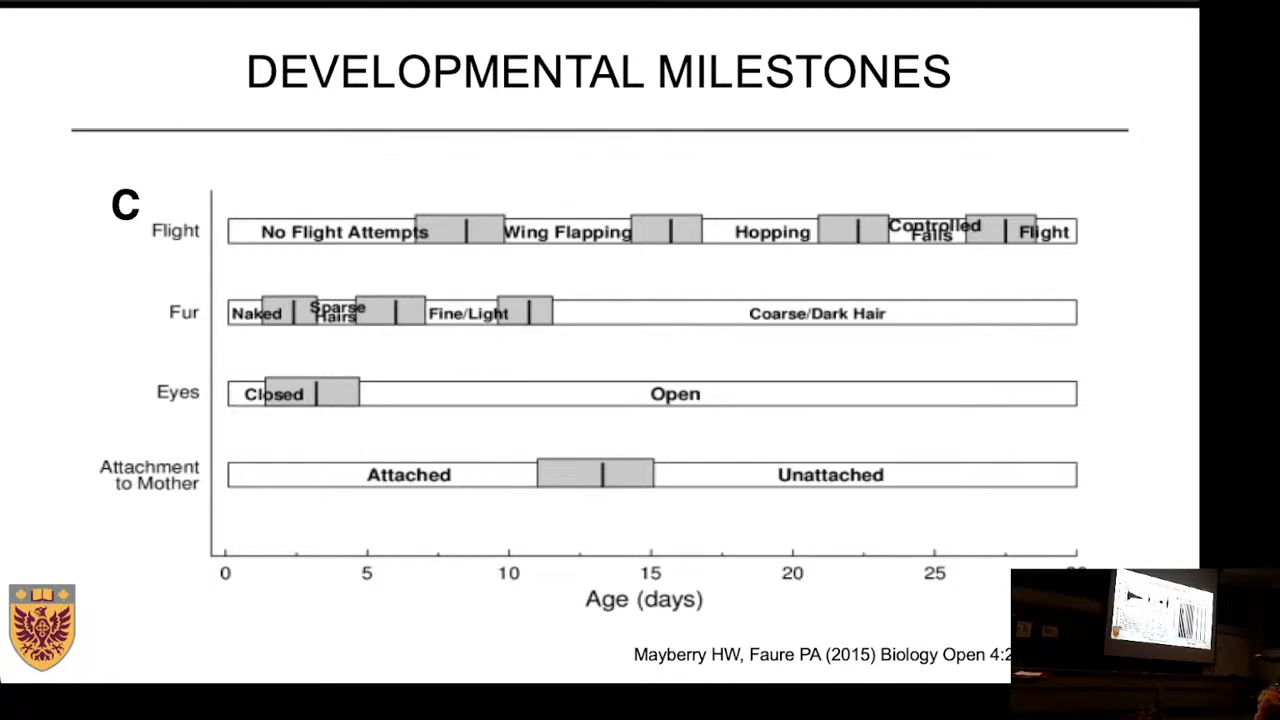 DEVELOPMENTAL MILESTONES
C
Flight
No Flight Attempts
Wing Flapping
Hopping
Controlled
Falls
Flight
Fur
Naked
Sparse
Hairs
Fine/Light
Coarse/Dark Hair
Eyes
Closed
Open
Attachment
to Mother
Attached
Unattached
0 5 10 15 20 25
Age (days)
Mayberry HW, Faure PA (2015) Biology Open 4:2